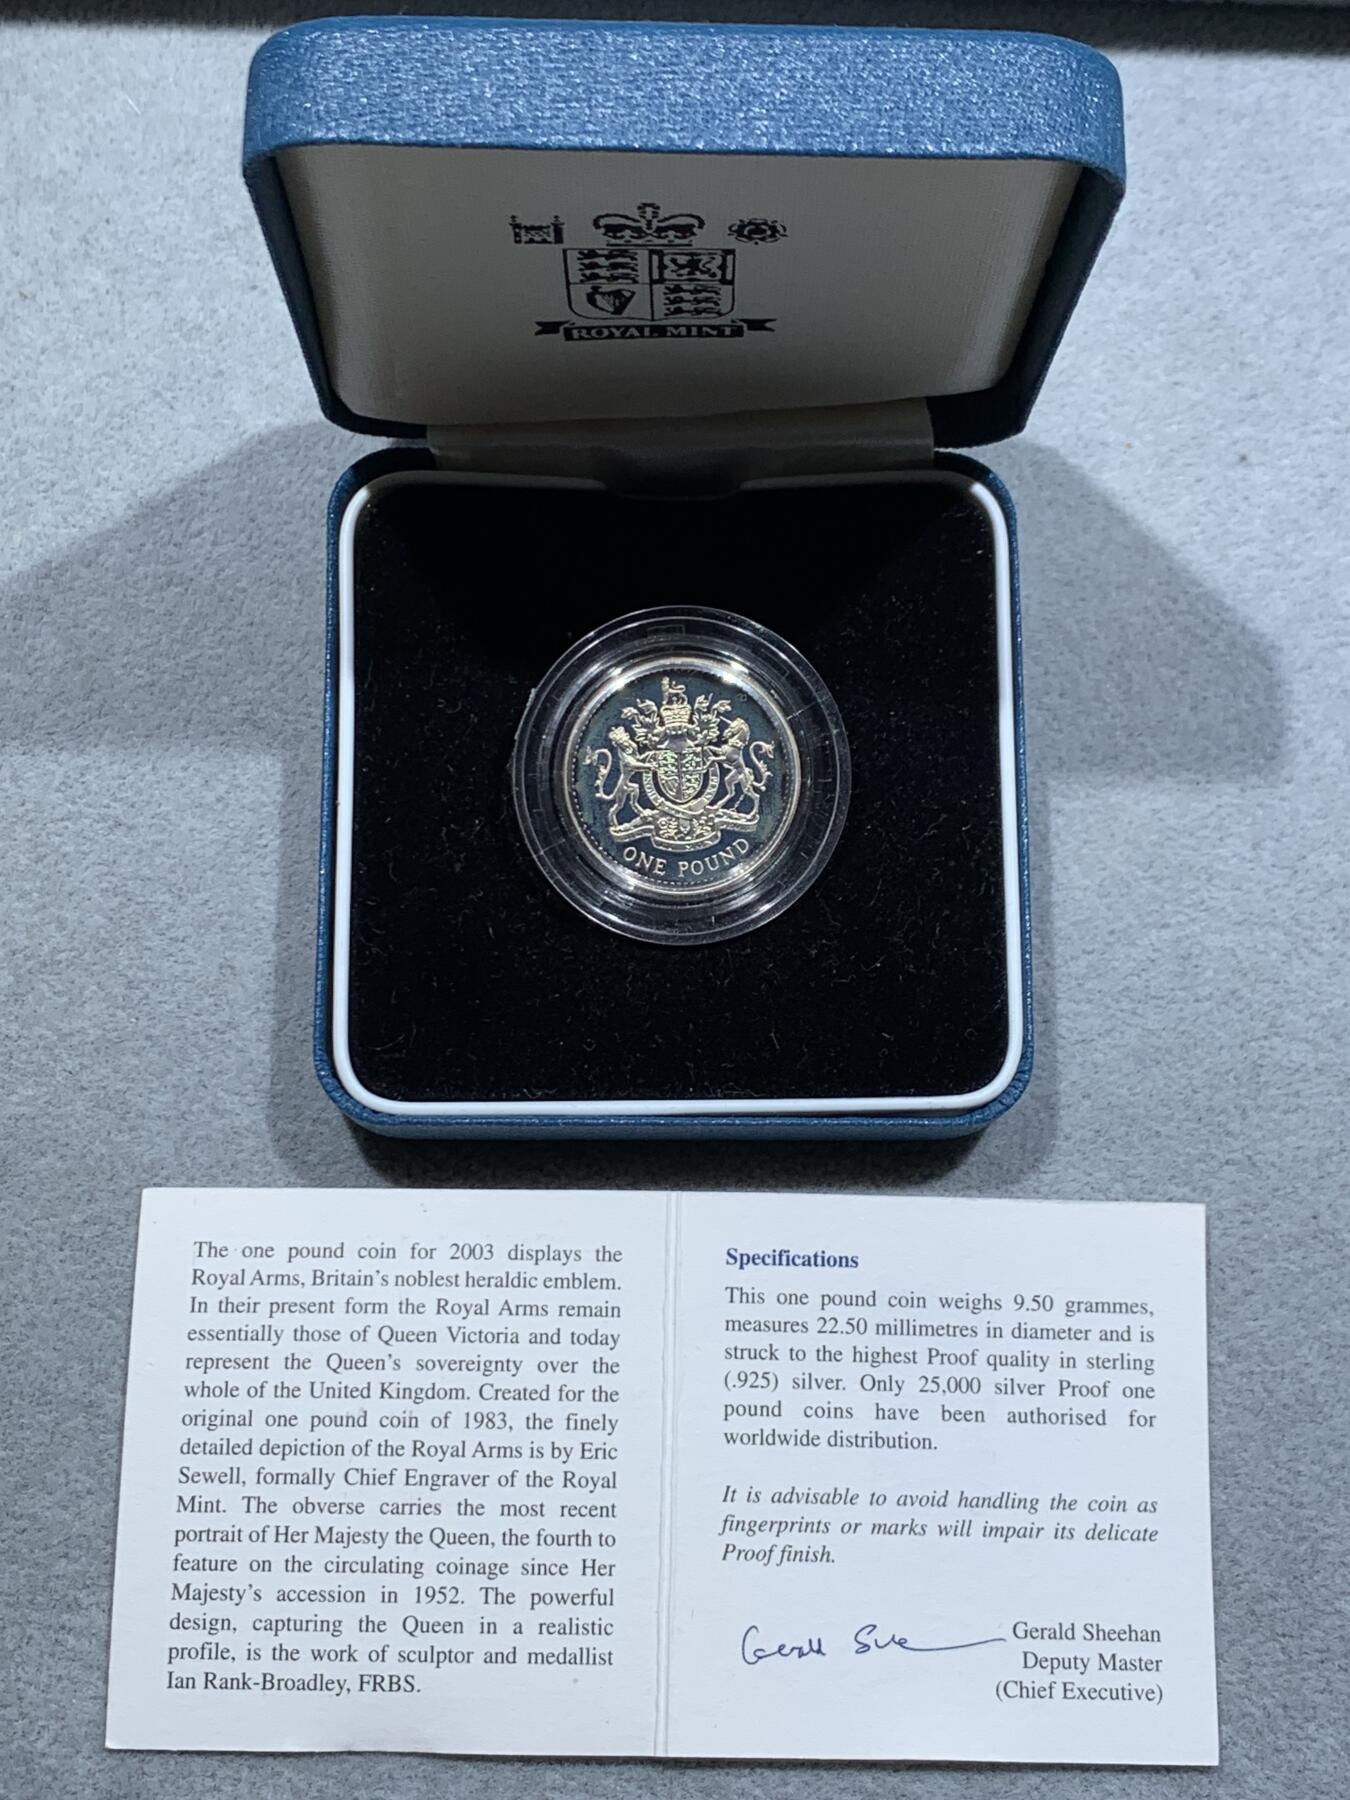 ROYAL MINT
ONE POUND
The one pound coin for 2003 displays the
Royal Arms, Britain's noblest heraldic emblem.
In their present form the Royal Arms remain
essentially those of Queen Victoria and today
represent the Queen's sovereignty over the
whole of the United Kingdom. Created for the
original one pound coin of 1983, the finely
detailed depiction of the Royal Arms is by Eric
Sewell, formally Chief Engraver of the Royal
Mint. The obverse carries the most recent
portrait of Her Majesty the Queen, the fourth to
feature on the circulating coinage since Her
Majesty's accession in 1952. The powerful
design, capturing the Queen in a realistic
profile, is the work of sculptor and medallist
Ian Rank-Broadley, FRBS.
Specifications
This one pound coin weighs 9.50 grammes,
measures 22.50 millimetres in diameter and is
struck to the highest Proof quality in sterling
(.925) silver. Only 25,000 silver Proof one
pound coins have been authorised for
worldwide distribution.
It is advisable to avoid handling the coin as
fingerprints or marks will impair its delicate
Proof finish.
Gerald Sheehan
Deputy Master
(Chief Executive)